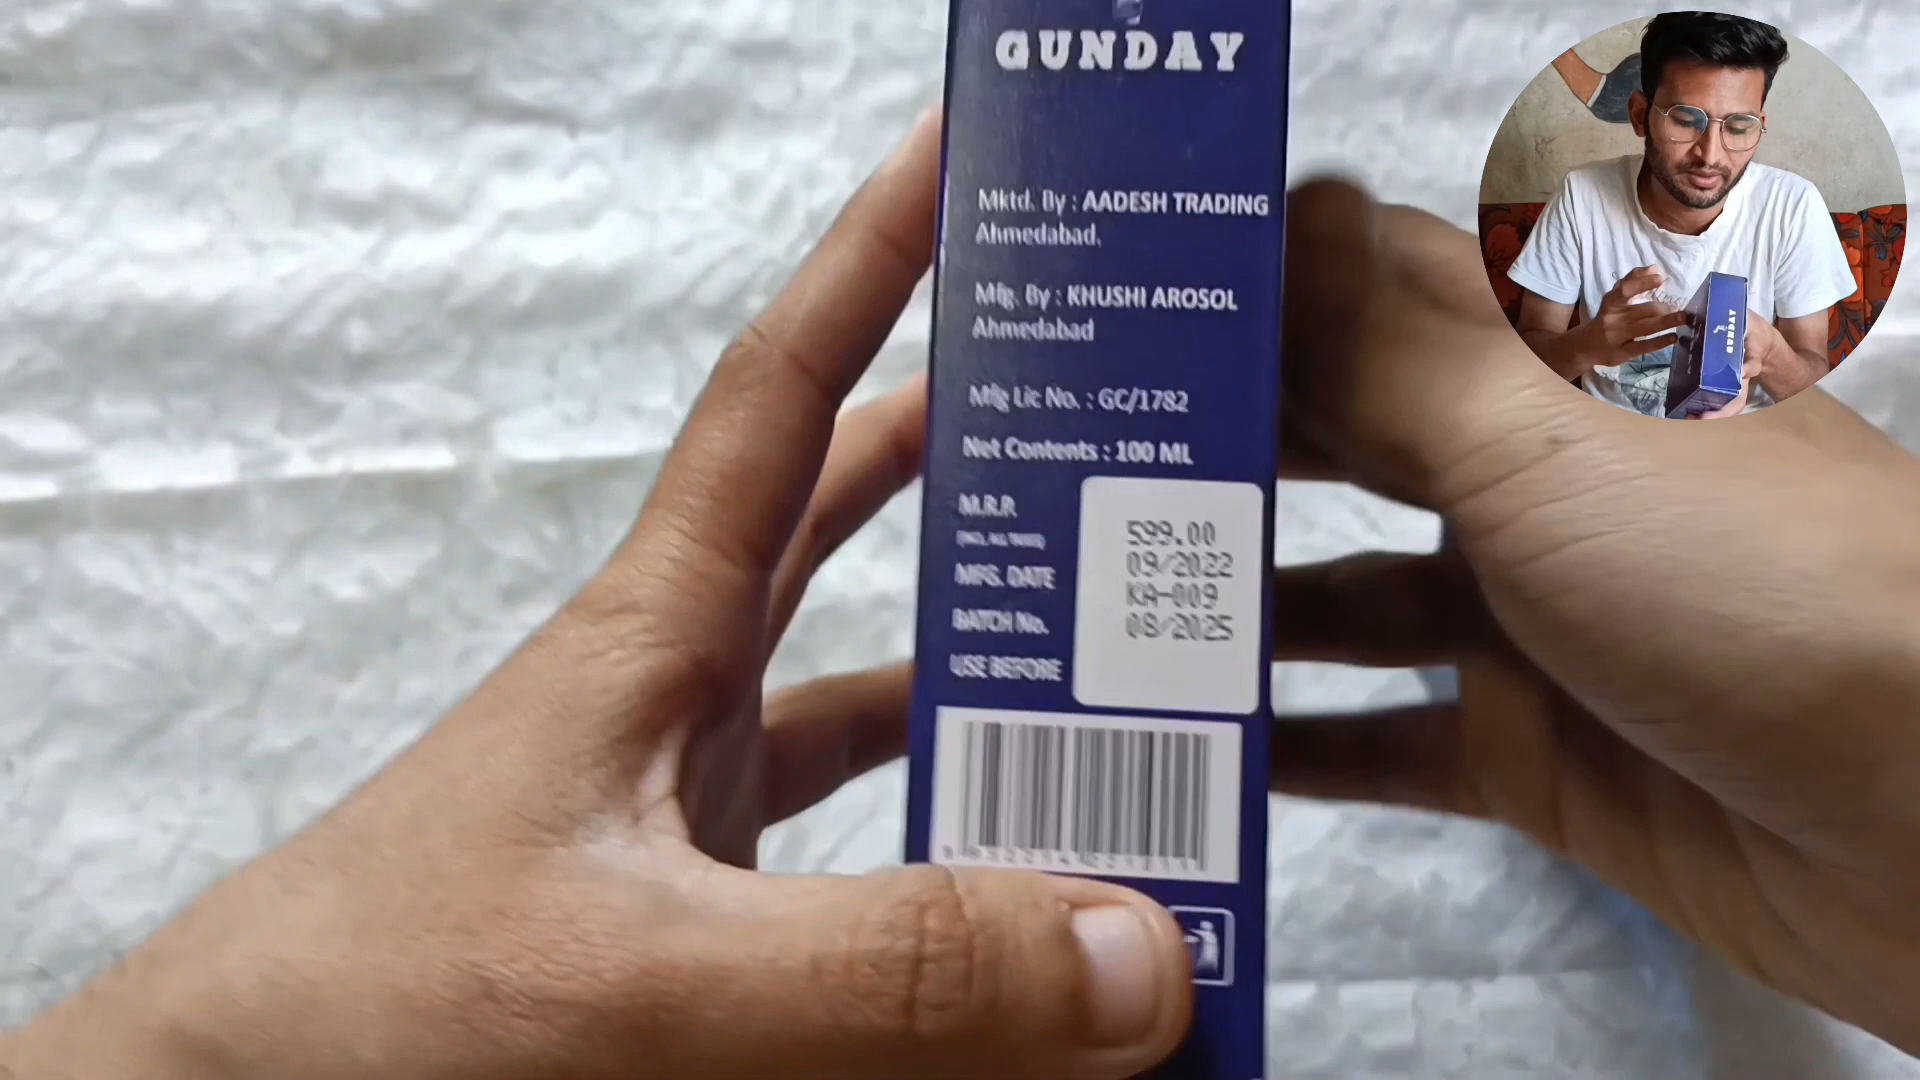 GUNDAY
Mktd. By : AADESH TRADING
Ahmedabad.
Mfg. By : KHUSHI AROSOL
Ahmedabad
Mfg Lic No. : GC/1782
Net Contents : 100 ML
M.R.P. 599.00
MFG. DATE 09/2022
BATCH No. KA-009
USE BEFORE 08/2025
GUNDAY